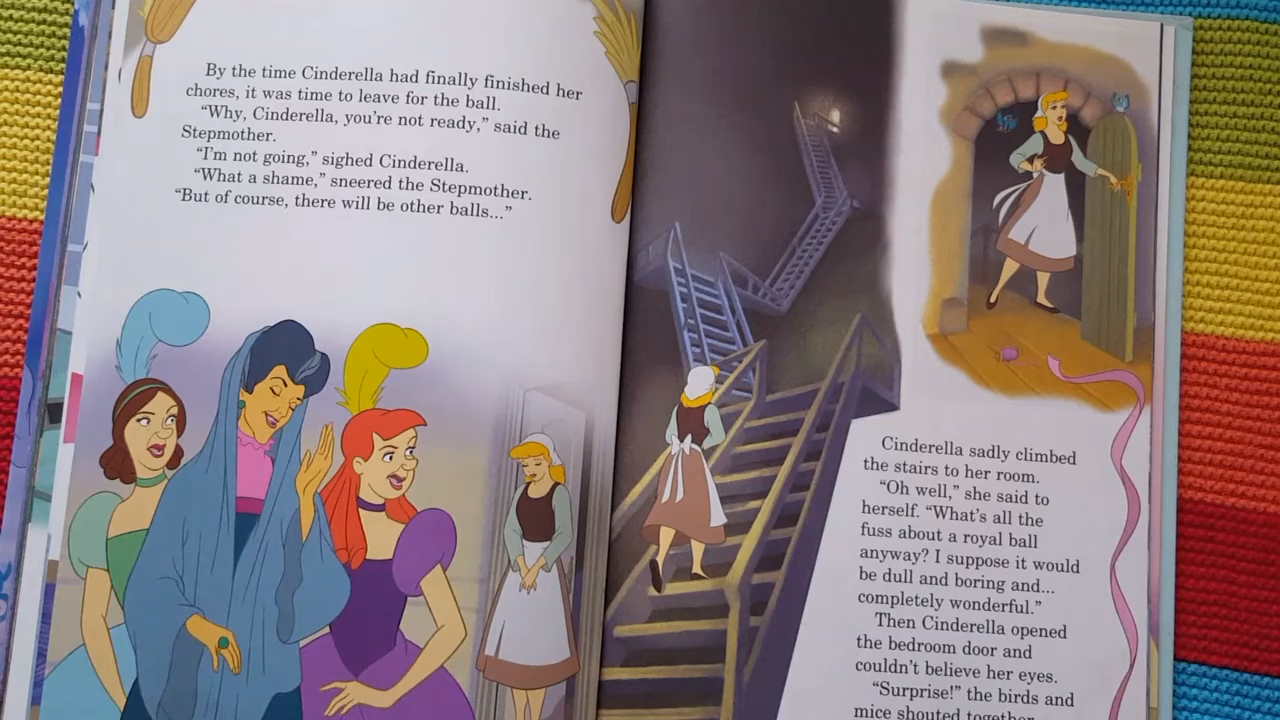 By the time Cinderella had finally finished her
chores, it was time to leave for the ball.
“Why, Cinderella, you’re not ready,” said the
Stepmother.
“I’m not going,” sighed Cinderella.
“What a shame,” sneered the Stepmother.
“But of course, there will be other balls...”
Cinderella sadly climbed
the stairs to her room.
“Oh well,” she said to
herself. “What’s all the
fuss about a royal ball
anyway? I suppose it would
be dull and boring and...
completely wonderful.”
Then Cinderella opened
the bedroom door and
couldn’t believe her eyes.
“Surprise!” the birds and
mice shouted together